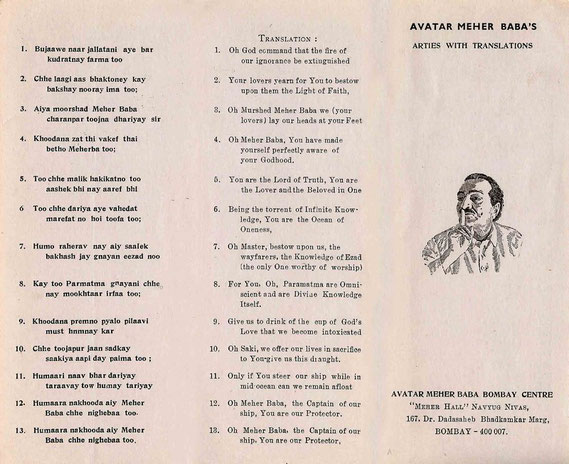 1. Bujaawe naar jallatani aye bar
kudratnay farma too
2. Chhe laagi aas bhaktoney kay
bakshay nooray ima too;
3. Aiya moorshad Meher Baba
charanpar toojna dhariyay sir
4. Khoodana zat thi vakef thai
betho Meherba too;
5. Too chhe malik hakikatno too
aashek bhi nay aaref bhi
6 Too chhe dariya aye vahedat
marefat no hoi toofa too;
7. Humo raherav nay aiy saalek
bakhash jay gnayan eezad noo
8. Kay too Parmatma gnayani chhe
nay mookhtaar irfaa too;
9. Khoodana premno pyalo pilaavi
must hnmnay kar
10. Chhe toojapur jaan sadkay
saakiya aapi day paima too ;
11. Humaari naav bhar dariyay
taraavay tow humay tariyay
12. Humaara nakhooda aiy Meher
Baba chhe nighebaa too.
13. Humaara nakhooda aiy Meher
Baba chhe nighebaa too.
TRANSLATION :
1. Oh God command that the fire of
our ignorance be extinguished
2. Your lovers yearn for You to bestow
upon them the Light of Faith,
3. Oh Murshed Meher Baba we (your
lovers) lay our heads at your Feet
4. Oh Meher Baba, You have made
yourself perfectly aware of
your Godhood.
5. You are the Lord of Truth, You are
the Lover and the Beloved in One
6. Being the torrent of Infinite Know-
ledge, You are the Ocean of
Oneness,
7. Oh Master, bestow upon us, the
wayfarers, the Knowledge of Ezad
(the only One worthy of worship)
8. For You. Oh, Paramatma are Omni-
scient and are Divine Knowledge
Itself.
9. Give us to drink of the cup of God's
Love that we become intoxicated
10. Oh Saki, we offer our lives in sacrifice
to You-give us this draught.
11. Only if You steer our ship while in
mid-ocean can we remain afloat
12. Oh Meher Baba, the Captain of our
ship, You are our Protector.
13. Oh Meher Baba, the Captain of our
ship. You are our Protector,
AVATAR MEHER BABA'S
ARTIES WITH TRANSLATIONS
AVATAR MEHER BABA BOMBAY CENTRE
"MEHER HALL" NAVYUG NIVAS,
167. Dr. Dadasaheb Bhadkamkar Marg,
BOMBAY - 400 007.